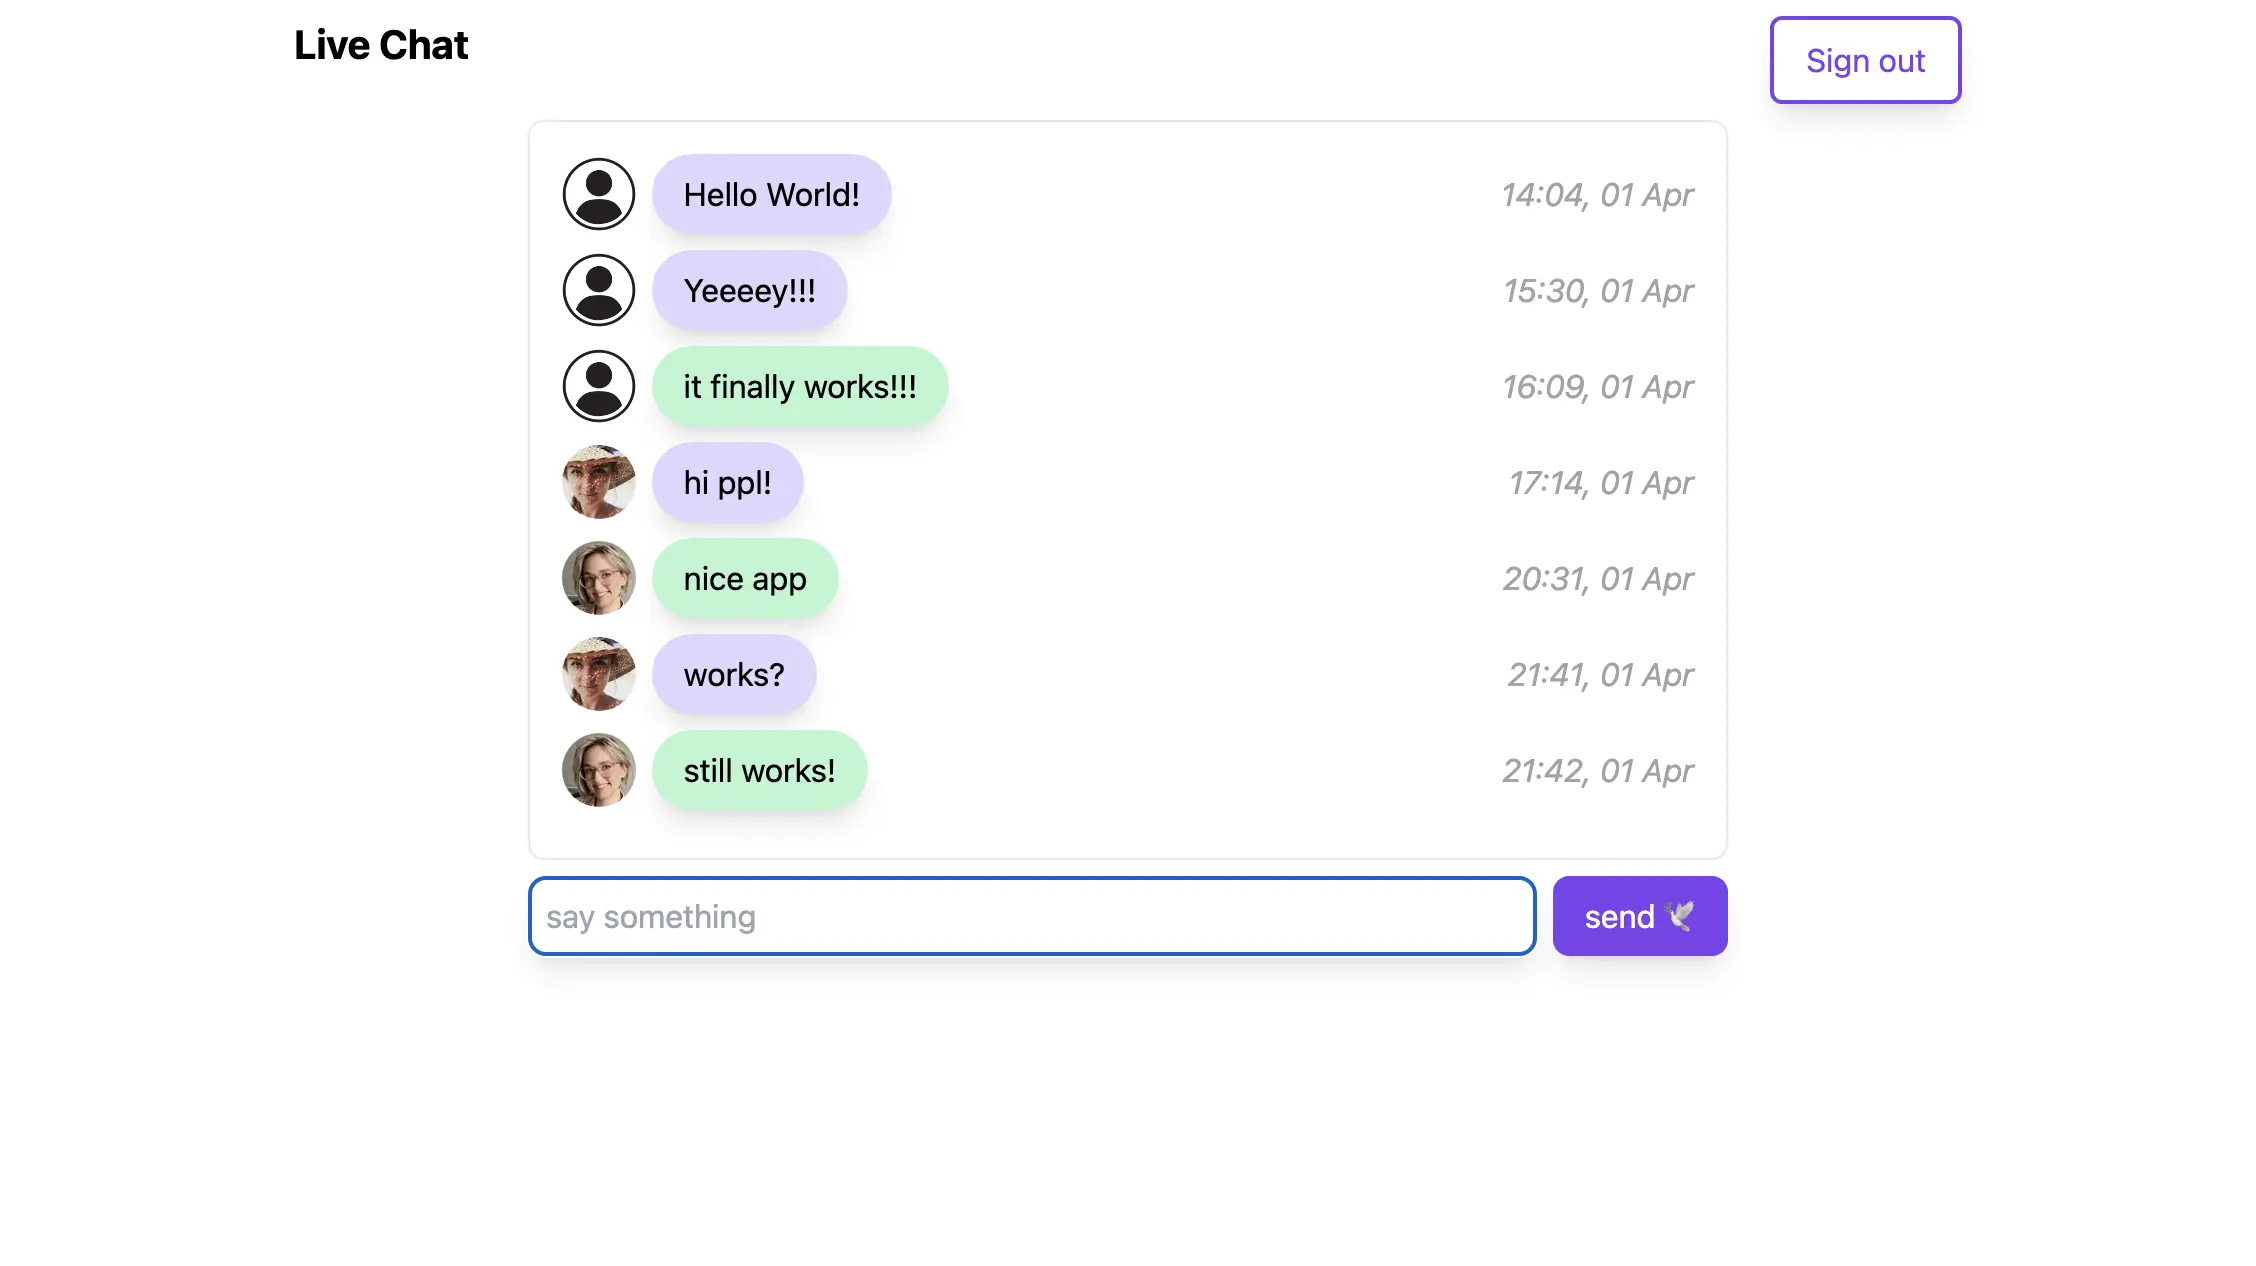 Live Chat
Sign out
Hello World!
14:04, 01 Apr
Yeeeey!!!
15:30, 01 Apr
it finally works!!!
16:09, 01 Apr
hi ppl!
17:14, 01 Apr
nice app
20:31, 01 Apr
works?
21:41, 01 Apr
still works!
21:42, 01 Apr
say something
send 🕊️